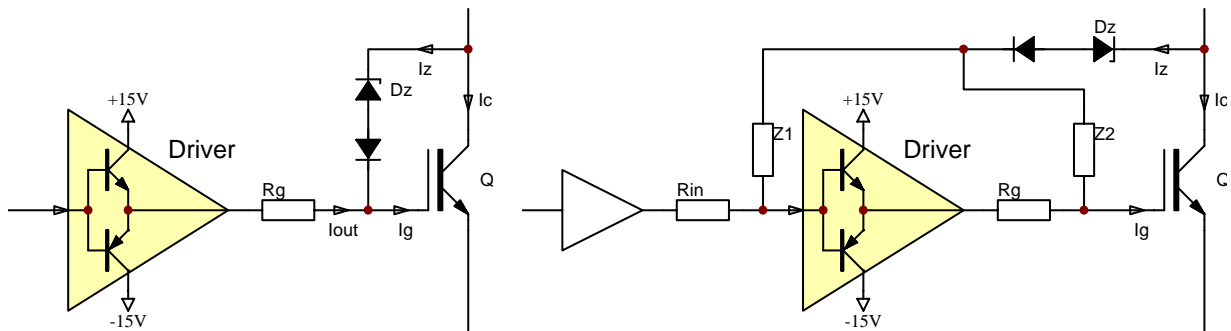 +15V
Driver
-15V
Rg
Iout
Ig
Iz
Dz
Ic
Q
Rin
Z1
+15V
Driver
-15V
Rg
Z2
Ig
Dz
Iz
Ic
Q